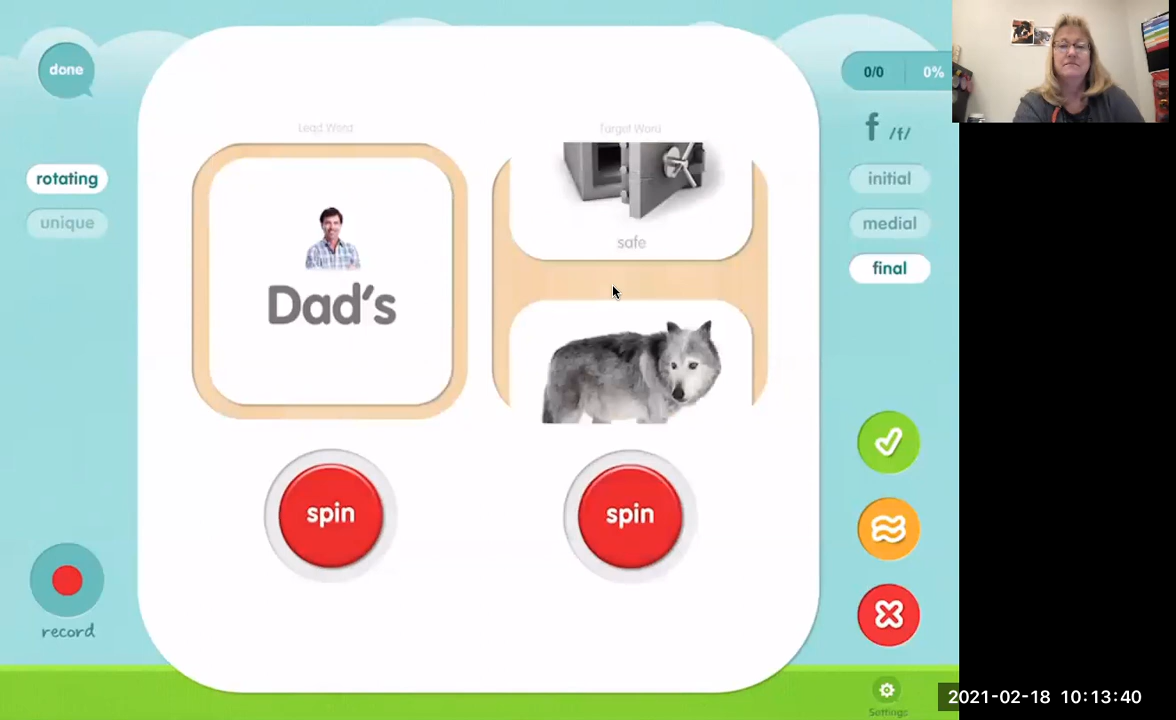 done
0/0 0%
Lead Word
Target Word
f /f/
rotating
unique
initial
medial
final
safe
Dad's
spin
spin
record
Settings
2021-02-18 10:13:40